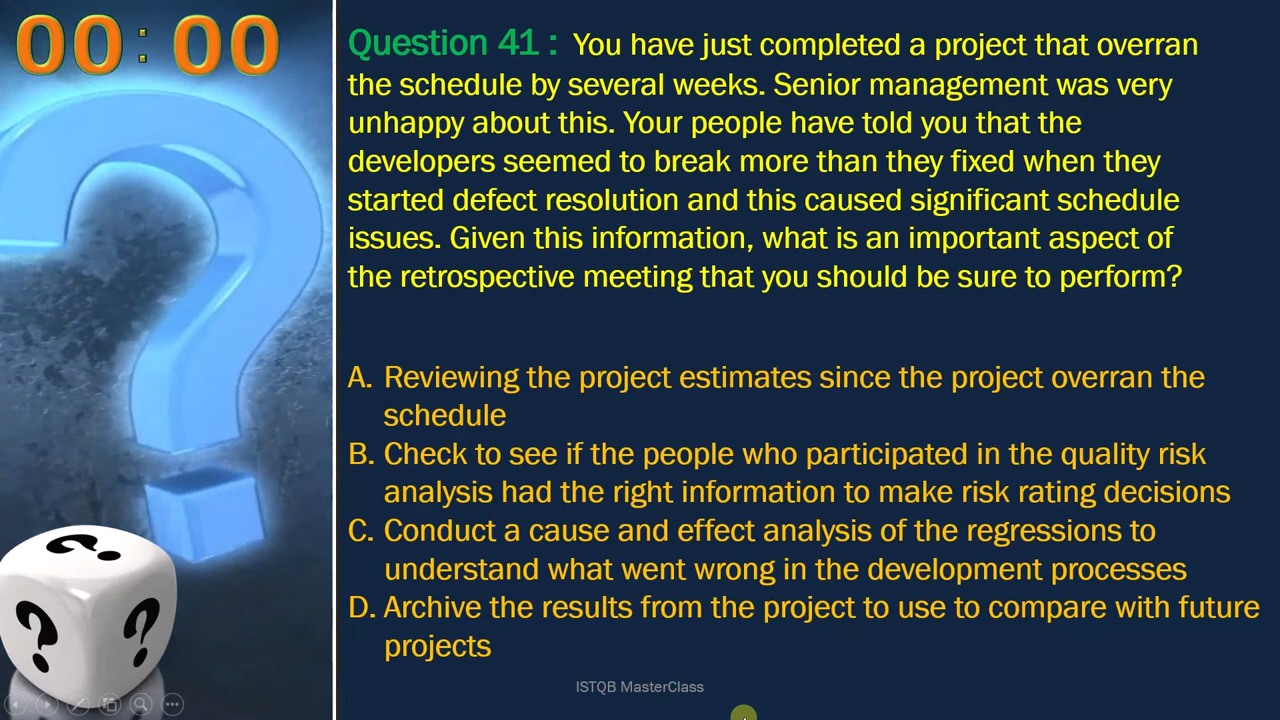 00:00
Question 41 : You have just completed a project that overran
the schedule by several weeks. Senior management was very
unhappy about this. Your people have told you that the
developers seemed to break more than they fixed when they
started defect resolution and this caused significant schedule
issues. Given this information, what is an important aspect of
the retrospective meeting that you should be sure to perform?
A. Reviewing the project estimates since the project overran the
schedule
B. Check to see if the people who participated in the quality risk
analysis had the right information to make risk rating decisions
C. Conduct a cause and effect analysis of the regressions to
understand what went wrong in the development processes
D. Archive the results from the project to use to compare with future
projects
ISTQB MasterClass